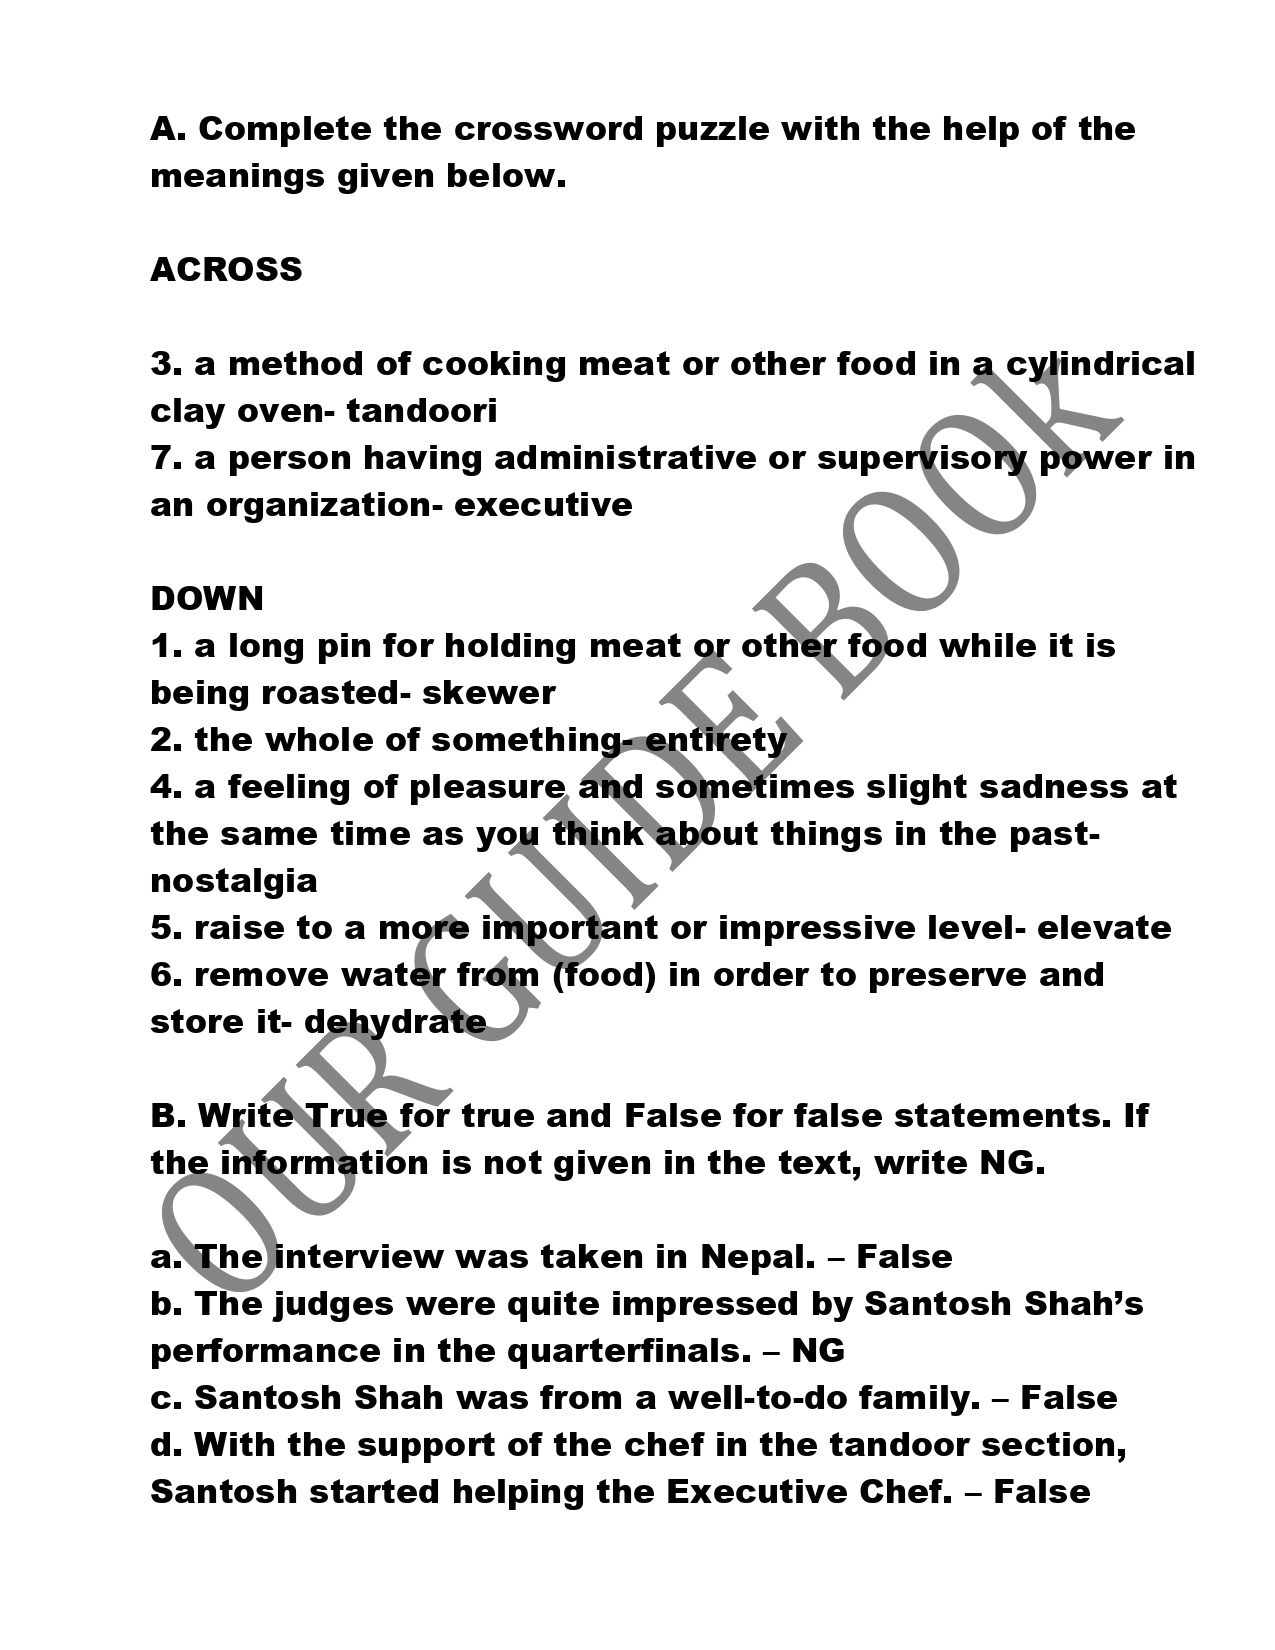 A. Complete the crossword puzzle with the help of the
meanings given below.
ACROSS
3. a method of cooking meat or other food in a cylindrical
clay oven- tandoori
7. a person having administrative or supervisory power in
an organization- executive
DOWN
1. a long pin for holding meat or other food while it is
being roasted- skewer
2. the whole of something- entirety
4. a feeling of pleasure and sometimes slight sadness at
the same time as you think about things in the past-
nostalgia
5. raise to a more important or impressive level- elevate
6. remove water from (food) in order to preserve and
store it- dehydrate
B. Write True for true and False for false statements. If
the information is not given in the text, write NG.
a. The interview was taken in Nepal. – False
b. The judges were quite impressed by Santosh Shah’s
performance in the quarterfinals. – NG
c. Santosh Shah was from a well-to-do family. – False
d. With the support of the chef in the tandoor section,
Santosh started helping the Executive Chef. – False
OUR GUIDE BOOK